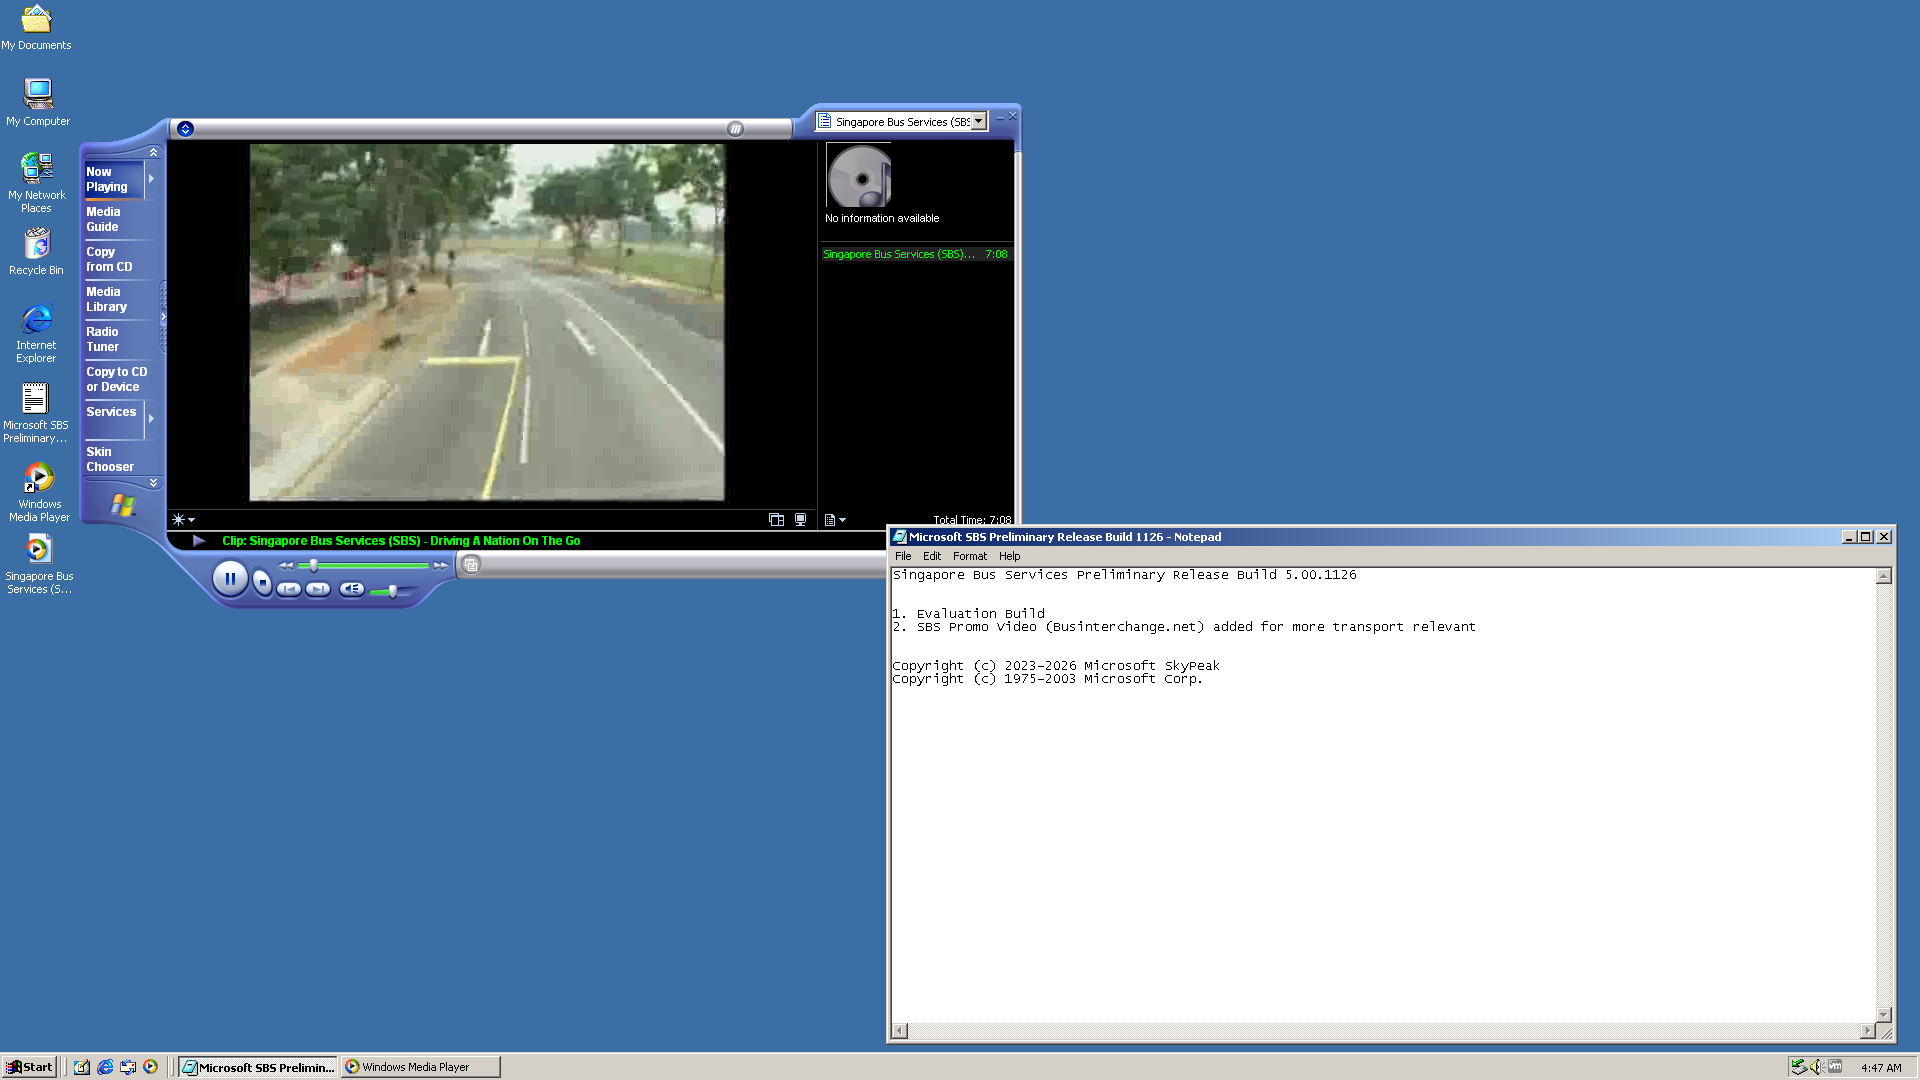 My Documents
My Computer
My Network
Places
Recycle Bin
Internet
Explorer
Microsoft SBS
Preliminary...
Windows
Media Player
Singapore Bus
Services (S...
Now
Playing
Media
Guide
Copy
from CD
Media
Library
Radio
Tuner
Copy to CD
or Device
Services
Skin
Chooser
Singapore Bus Services (SBS
No information available
Singapore Bus Services (SBS)... 7:08
Total Time: 7:08
Clip: Singapore Bus Services (SBS) - Driving A Nation On The Go
Microsoft SBS Preliminary Release Build 1126 - Notepad
File Edit Format Help
Singapore Bus Services Preliminary Release Build 5.00.1126
1. Evaluation Build
2. SBS Promo Video (Businterchange.net) added for more transport relevant
Copyright (c) 2023-2026 Microsoft SkyPeak
Copyright (c) 1975-2003 Microsoft Corp.
Start
Microsoft SBS Prelimin...
Windows Media Player
4:47 AM